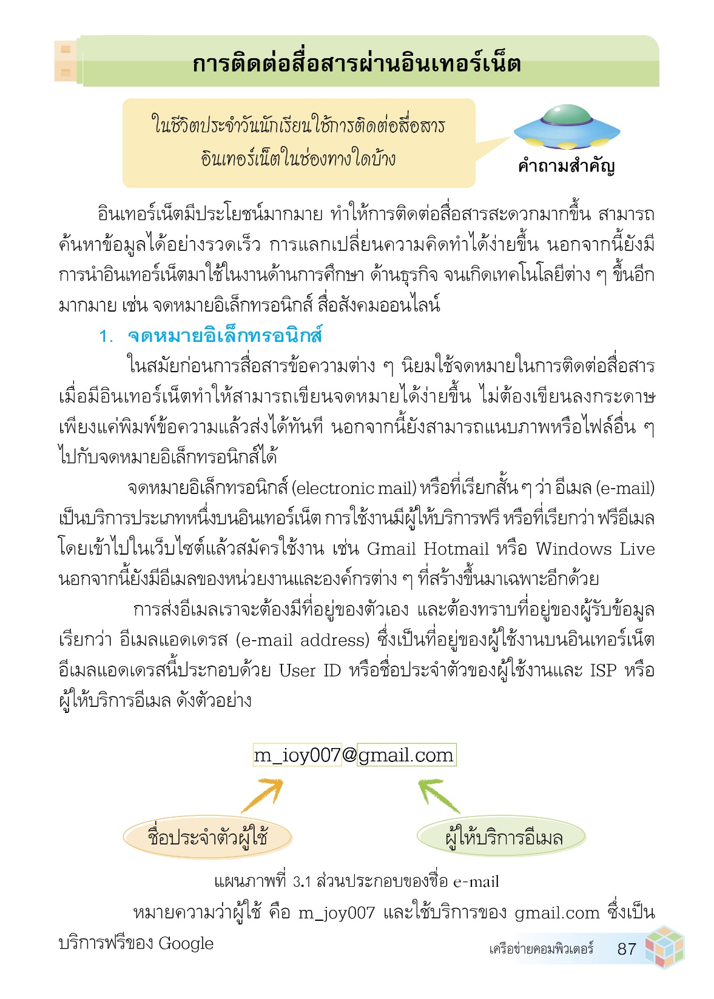 การติดต่อสื่อสารผ่านอินเทอร์เน็ต
ในชีวิตประจำวันนักเรียนใช้การติดต่อสื่อสาร
อินเทอร์เน็ตในช่องทางใดบ้าง
คำถามสำคัญ
อินเทอร์เน็ตมีประโยชน์มากมาย ทำให้การติดต่อสื่อสารสะดวกมากขึ้น สามารถ
ค้นหาข้อมูลได้อย่างรวดเร็ว การแลกเปลี่ยนความคิดทำได้ง่ายขึ้น นอกจากนี้ยังมี
การนำอินเทอร์เน็ตมาใช้ในงานด้านการศึกษา ด้านธุรกิจ จนเกิดเทคโนโลยีต่าง ๆ ขึ้นอีก
มากมาย เช่น จดหมายอิเล็กทรอนิกส์ สื่อสังคมออนไลน์
1. จดหมายอิเล็กทรอนิกส์
ในสมัยก่อนการสื่อสารข้อความต่าง ๆ นิยมใช้จดหมายในการติดต่อสื่อสาร
เมื่อมีอินเทอร์เน็ตทำให้สามารถเขียนจดหมายได้ง่ายขึ้น ไม่ต้องเขียนลงกระดาษ
เพียงแค่พิมพ์ข้อความแล้วส่งได้ทันที นอกจากนี้ยังสามารถแนบภาพหรือไฟล์อื่น ๆ
ไปกับจดหมายอิเล็กทรอนิกส์ได้
จดหมายอิเล็กทรอนิกส์ (electronic mail) หรือที่เรียกสั้น ๆ ว่า อีเมล (e-mail)
เป็นบริการประเภทหนึ่งบนอินเทอร์เน็ต การใช้งานมีผู้ให้บริการฟรี หรือที่เรียกว่า ฟรีอีเมล
โดยเข้าไปในเว็บไซต์แล้วสมัครใช้งาน เช่น Gmail Hotmail หรือ Windows Live
นอกจากนี้ยังมีอีเมลของหน่วยงานและองค์กรต่าง ๆ ที่สร้างขึ้นมาเฉพาะอีกด้วย
การส่งอีเมลเราจะต้องมีที่อยู่ของตัวเอง และต้องทราบที่อยู่ของผู้รับข้อมูล
เรียกว่า อีเมลแอดเดรส (e-mail address) ซึ่งเป็นที่อยู่ของผู้ใช้งานบนอินเทอร์เน็ต
อีเมลแอดเดรสนี้ประกอบด้วย User ID หรือชื่อประจำตัวของผู้ใช้งานและ ISP หรือ
ผู้ให้บริการอีเมล ดังตัวอย่าง
m_ioy007@gmail.com
ชื่อประจำตัวผู้ใช้
ผู้ให้บริการอีเมล
แผนภาพที่ 3.1 ส่วนประกอบของชื่อ e-mail
หมายความว่าผู้ใช้ คือ m_joy007 และใช้บริการของ gmail.com ซึ่งเป็น
บริการฟรีของ Google
เครือข่ายคอมพิวเตอร์ 87